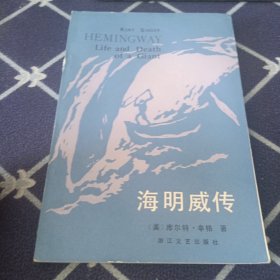 Kurt Singer
HEMINGWAY
Life and Death
of a Giant
海明威传
〔美〕库尔特·辛格 著
浙江文艺出版社